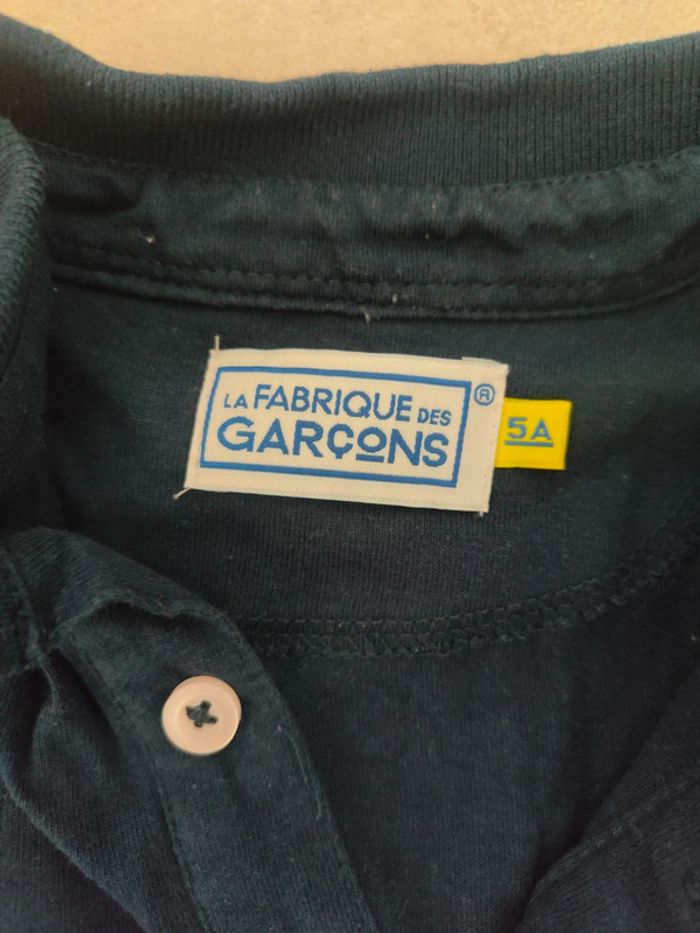 LA FABRIQUE DES
GARÇONS
®
5A